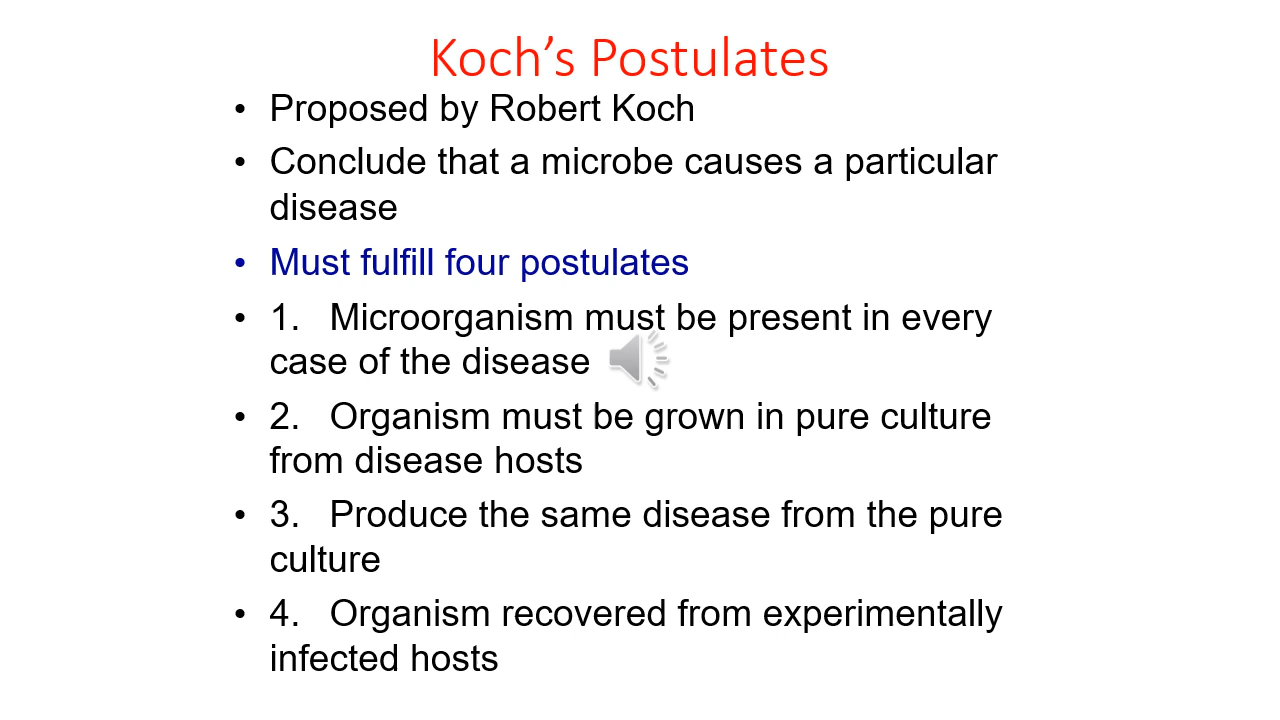 Koch’s Postulates
• Proposed by Robert Koch
• Conclude that a microbe causes a particular
disease
• Must fulfill four postulates
• 1. Microorganism must be present in every
case of the disease
• 2. Organism must be grown in pure culture
from disease hosts
• 3. Produce the same disease from the pure
culture
• 4. Organism recovered from experimentally
infected hosts